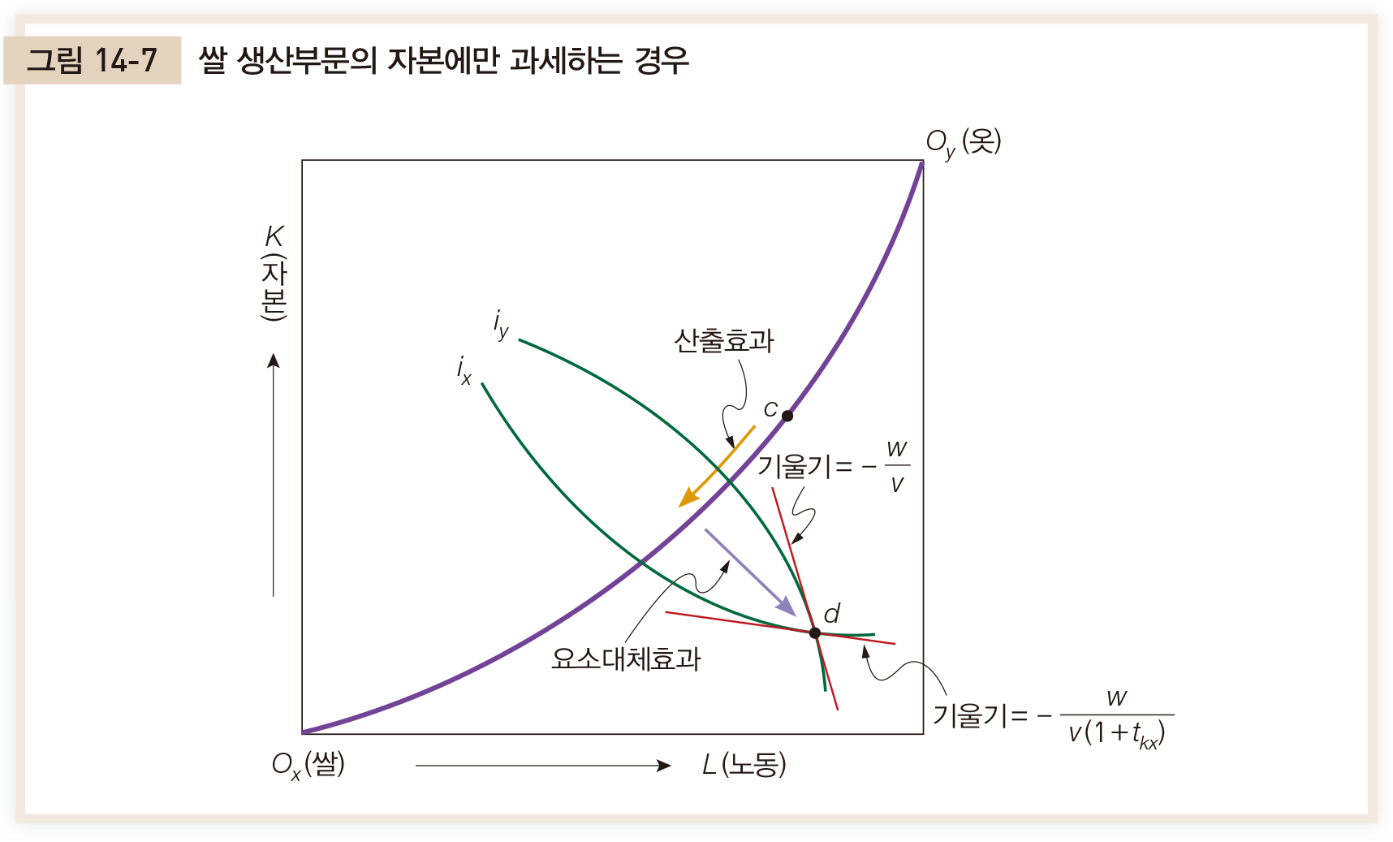 그림 14-7 쌀 생산부문의 자본에만 과세하는 경우
O_y (옷)
K (자본)
i_y
산출효과
i_x
c
기울기 = - w/v
d
요소대체효과
기울기 = - w/v(1+t_kx)
O_x (쌀)
L (노동)